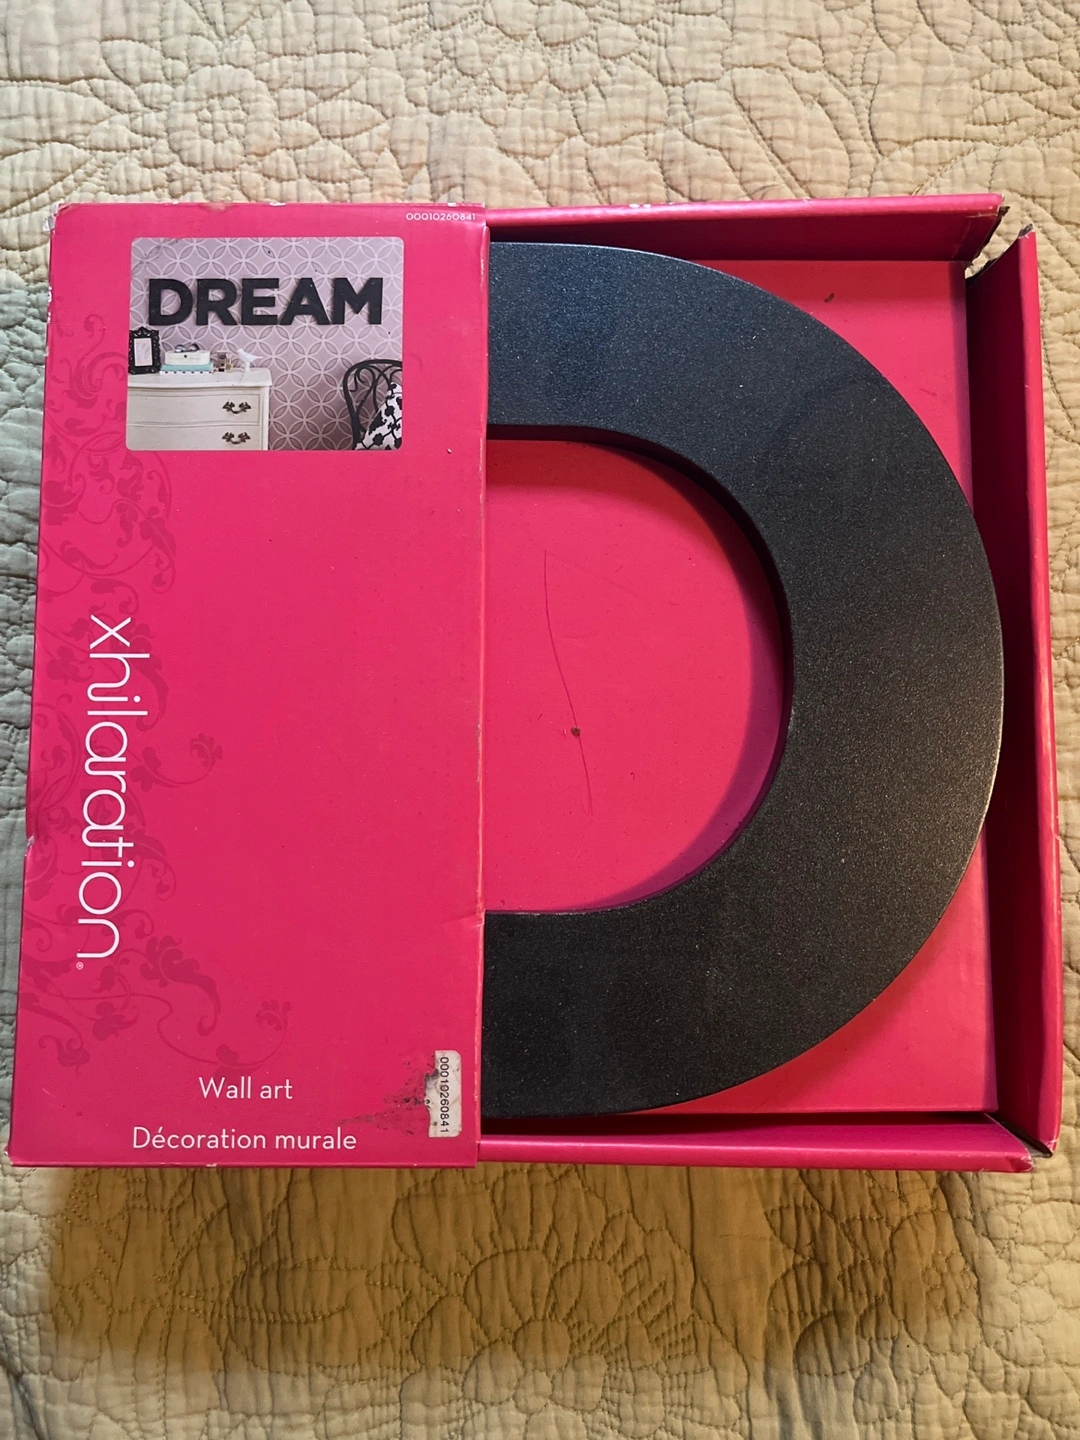 00010260841
DREAM
xhilaration®
Wall art
Décoration murale
00010260841
D